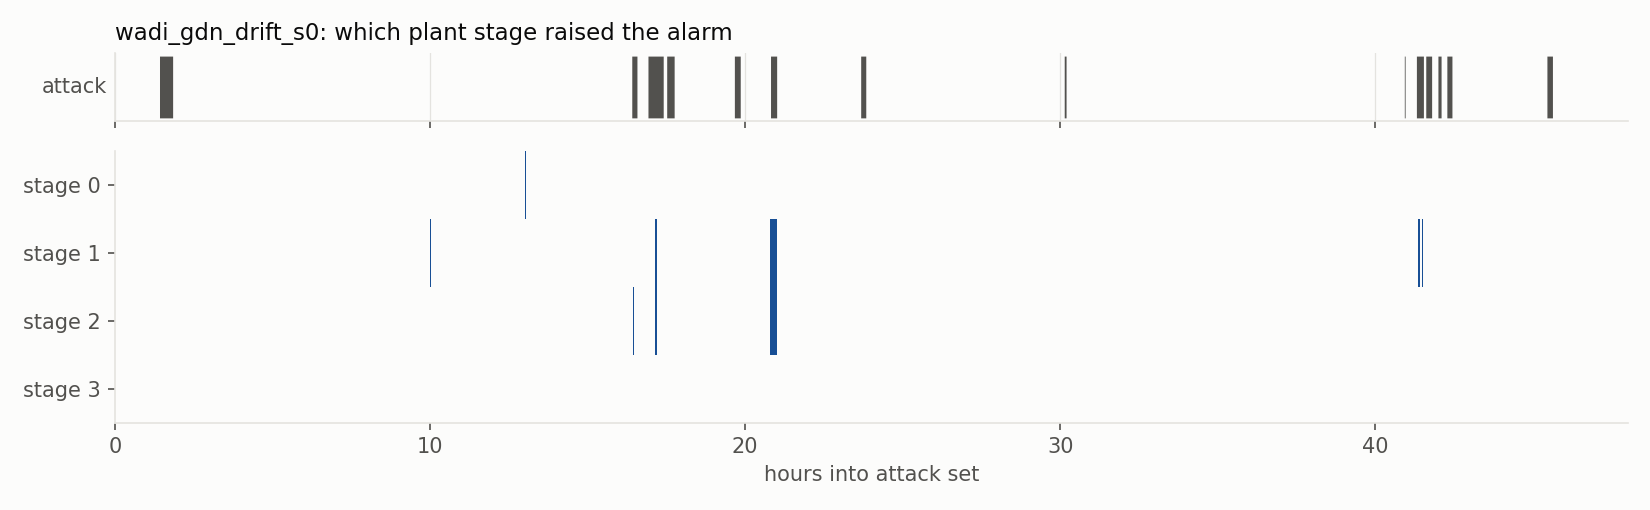 wadi_gdn_drift_s0: which plant stage raised the alarm
attack
stage 0
stage 1
stage 2
stage 3
0 10 20 30 40
hours into attack set